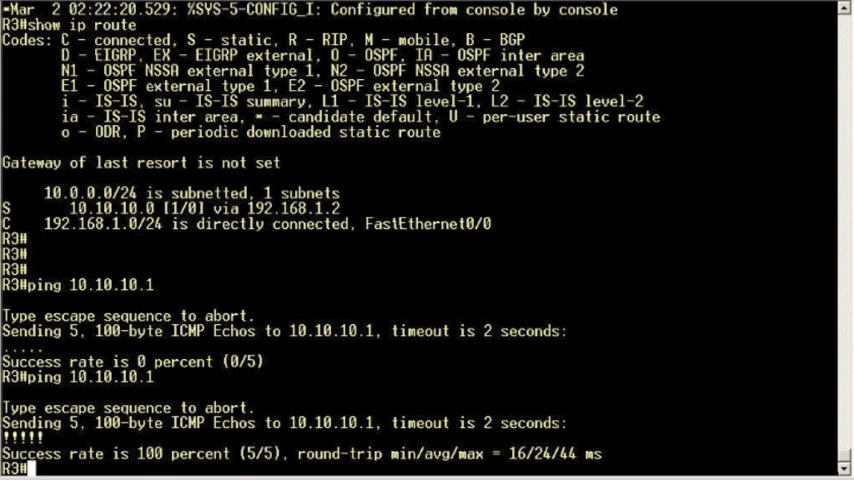 *Mar  2 02:22:20.529: %SYS-5-CONFIG_I: Configured from console by console
R3#show ip route
Codes: C - connected, S - static, R - RIP, M - mobile, B - BGP
       D - EIGRP, EX - EIGRP external, O - OSPF, IA - OSPF inter area
       N1 - OSPF NSSA external type 1, N2 - OSPF NSSA external type 2
       E1 - OSPF external type 1, E2 - OSPF external type 2
       i - IS-IS, su - IS-IS summary, L1 - IS-IS level-1, L2 - IS-IS level-2
       ia - IS-IS inter area, * - candidate default, U - per-user static route
       o - ODR, P - periodic downloaded static route
Gateway of last resort is not set
     10.0.0.0/24 is subnetted, 1 subnets
S       10.10.10.0 [1/0] via 192.168.1.2
C    192.168.1.0/24 is directly connected, FastEthernet0/0
R3#
R3#
R3#
R3#ping 10.10.10.1
Type escape sequence to abort.
Sending 5, 100-byte ICMP Echos to 10.10.10.1, timeout is 2 seconds:
.....
Success rate is 0 percent (0/5)
R3#ping 10.10.10.1
Type escape sequence to abort.
Sending 5, 100-byte ICMP Echos to 10.10.10.1, timeout is 2 seconds:
!!!!!
Success rate is 100 percent (5/5), round-trip min/avg/max = 16/24/44 ms
R3#